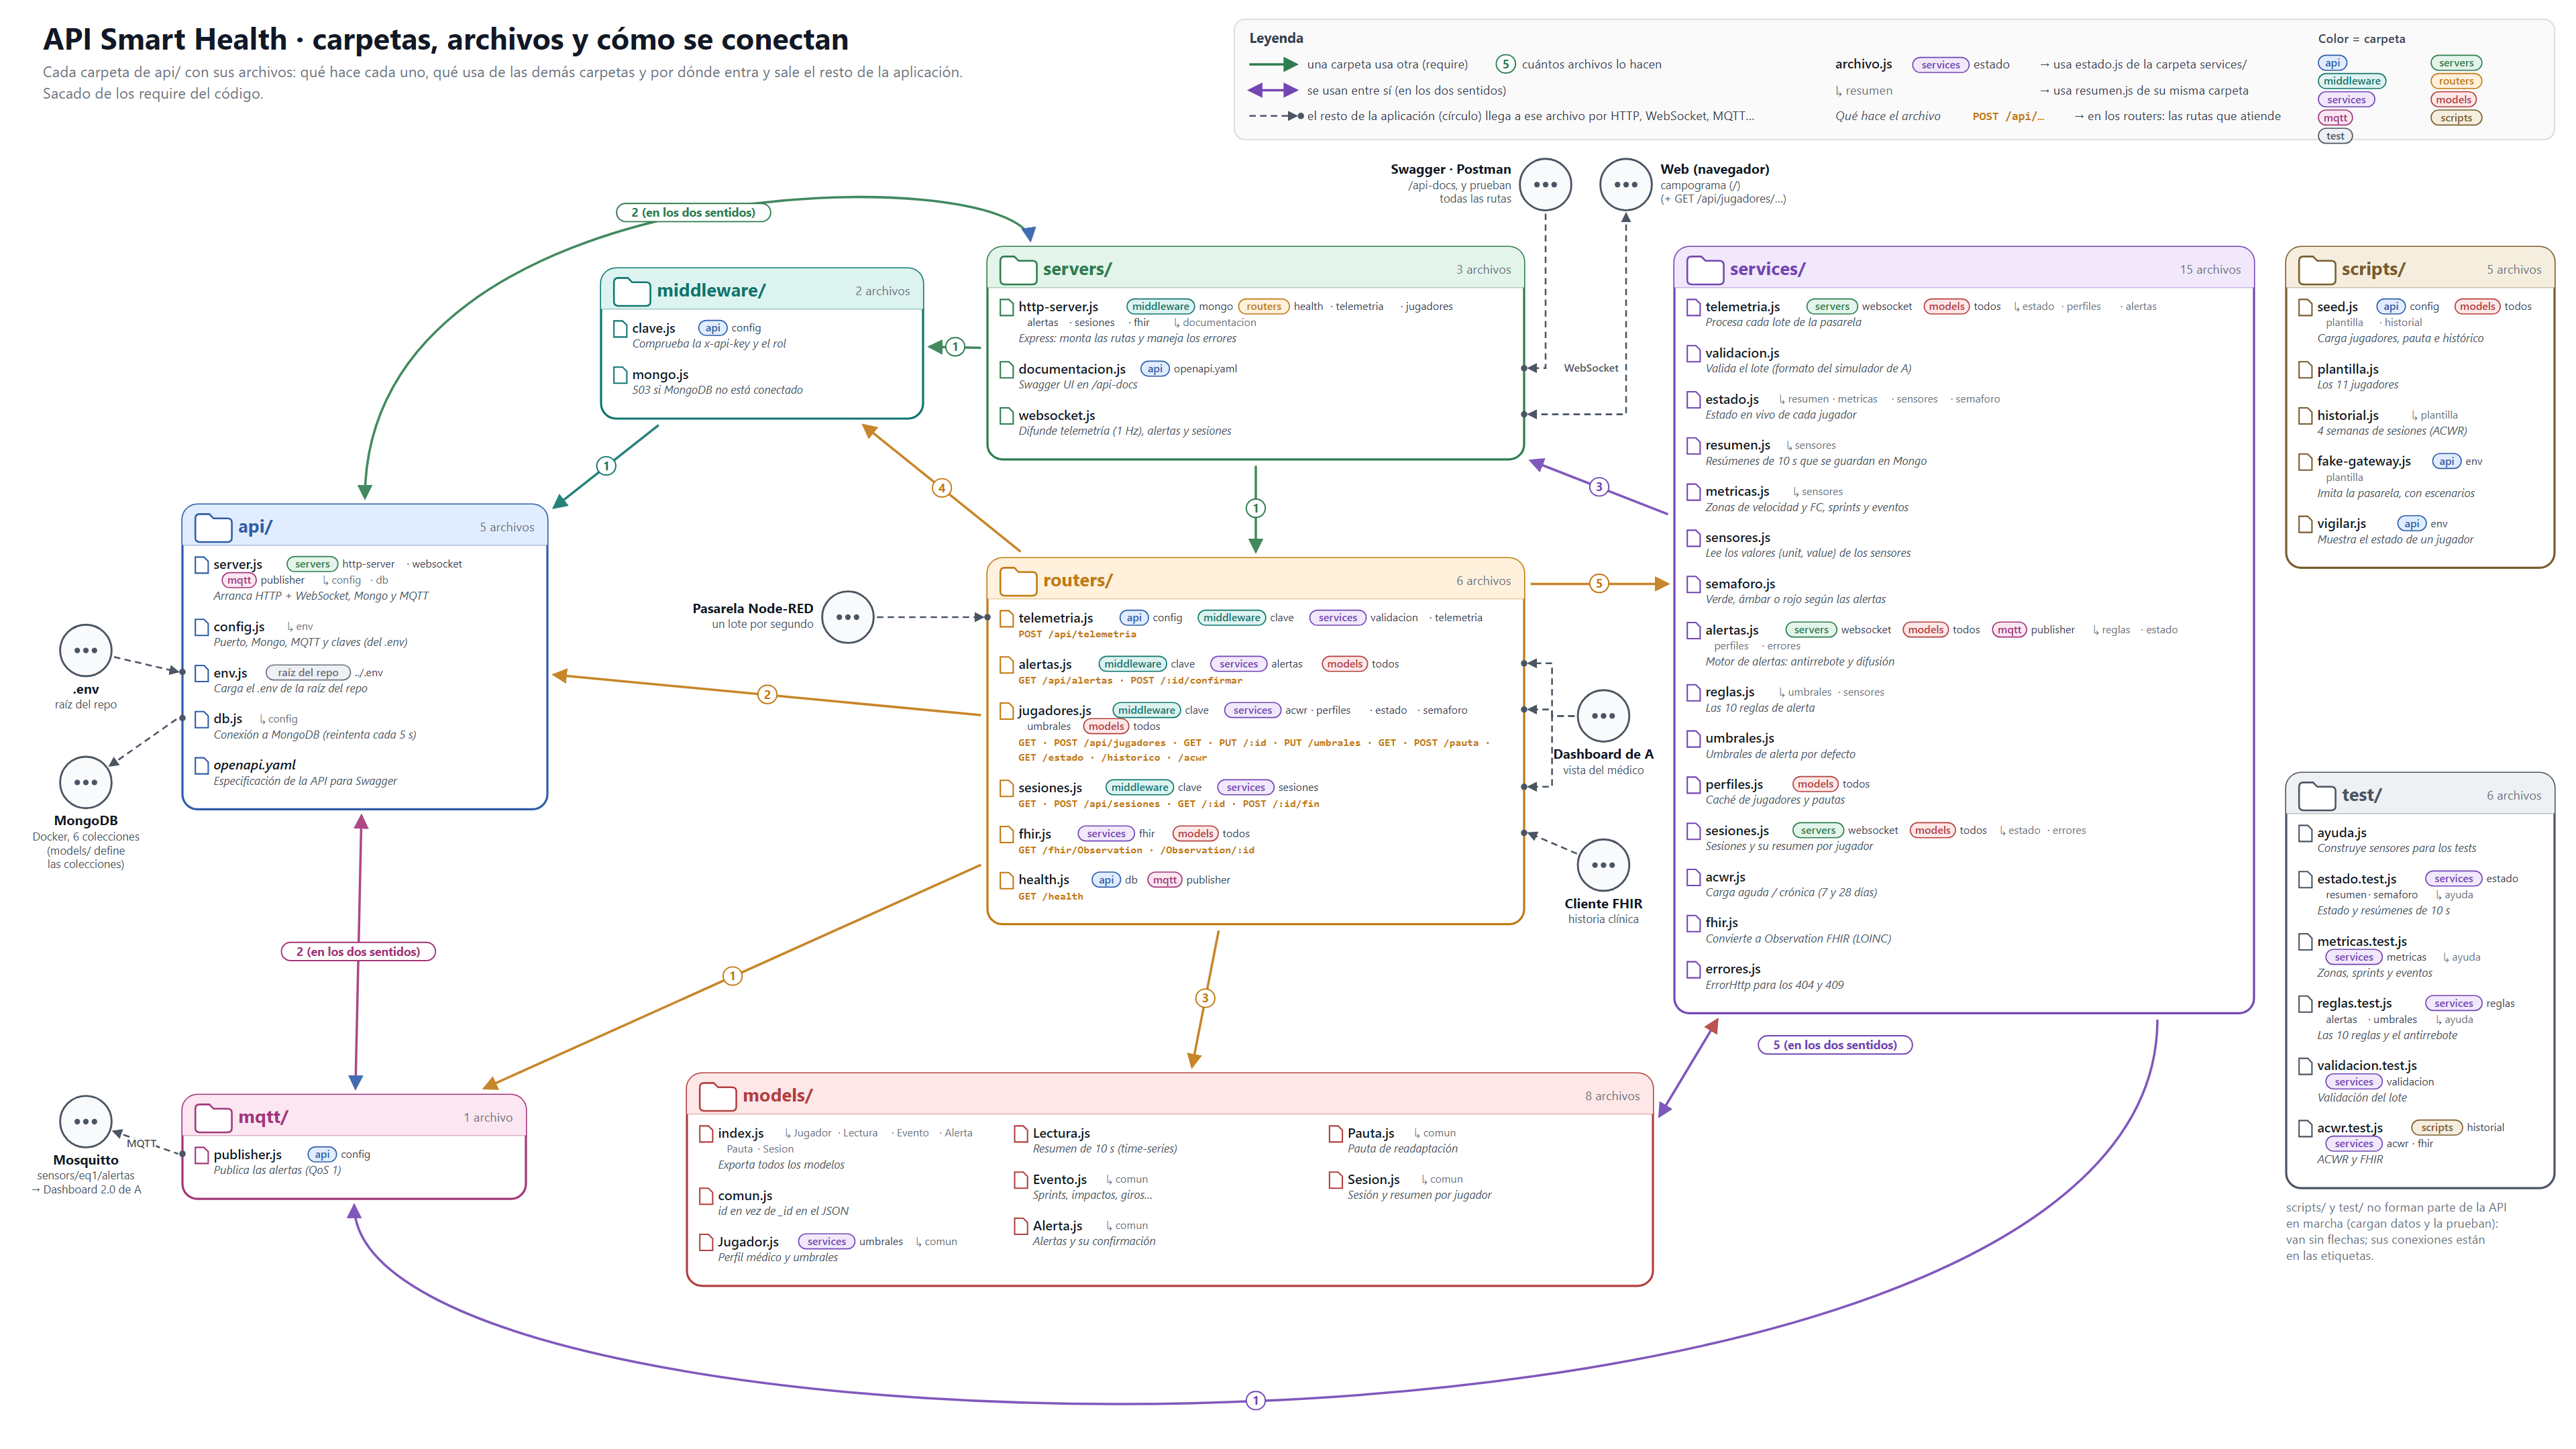 API Smart Health · carpetas, archivos y cómo se conectan
Cada carpeta de api/ con sus archivos: qué hace cada uno, qué usa de las demás carpetas y por dónde entra y sale el resto de la aplicación.
Sacado de los require del código.
Leyenda
una carpeta usa otra (require) 5 cuántos archivos lo hacen
se usan entre sí (en los dos sentidos)
el resto de la aplicación (círculo) llega a ese archivo por HTTP, WebSocket, MQTT…
archivo.js services estado → usa estado.js de la carpeta services/
↳ resumen → usa resumen.js de su misma carpeta
Qué hace el archivo POST /api/… → en los routers: las rutas que atiende
Color = carpeta
api servers
middleware routers
services models
mqtt scripts
test
Swagger · Postman
/api-docs, y prueban
todas las rutas
Web (navegador)
campograma (/)
(+ GET /api/jugadores/...)
2 (en los dos sentidos)
middleware/ 2 archivos
clave.js api config
Comprueba la x-api-key y el rol
mongo.js
503 si MongoDB no está conectado
1
servers/ 3 archivos
http-server.js middleware mongo routers health · telemetria · jugadores
alertas · sesiones · fhir ↳ documentacion
Express: monta las rutas y maneja los errores
documentacion.js api openapi.yaml
Swagger UI en /api-docs
websocket.js
Difunde telemetría (1 Hz), alertas y sesiones
WebSocket
services/ 15 archivos
telemetria.js servers websocket models todos ↳ estado · perfiles · alertas
Procesa cada lote de la pasarela
validacion.js
Valida el lote (formato del simulador de A)
estado.js ↳ resumen · metricas · sensores · semaforo
Estado en vivo de cada jugador
resumen.js ↳ sensores
Resúmenes de 10 s que se guardan en Mongo
metricas.js ↳ sensores
Zonas de velocidad y FC, sprints y eventos
sensores.js
Lee los valores (unit, value) de los sensores
semaforo.js
Verde, ámbar o rojo según las alertas
alertas.js servers websocket models todos mqtt publisher ↳ reglas · estado
perfiles · errores
Motor de alertas: antirrebote y difusión
reglas.js ↳ umbrales · sensores
Las 10 reglas de alerta
umbrales.js
Umbrales de alerta por defecto
perfiles.js models todos
Caché de jugadores y pautas
sesiones.js servers websocket models todos ↳ estado · errores
Sesiones y su resumen por jugador
acwr.js
Carga aguda / crónica (7 y 28 días)
fhir.js
Convierte a Observation FHIR (LOINC)
errores.js
ErrorHttp para los 404 y 409
scripts/ 5 archivos
seed.js api config models todos
plantilla · historial
Carga jugadores, pauta e histórico
plantilla.js
Los 11 jugadores
historial.js ↳ plantilla
4 semanas de sesiones (ACWR)
fake-gateway.js api env
plantilla
Imita la pasarela, con escenarios
vigilar.js api env
Muestra el estado de un jugador
1
4
1
3
api/ 5 archivos
server.js servers http-server · websocket
mqtt publisher ↳ config · db
Arranca HTTP + WebSocket, Mongo y MQTT
config.js ↳ env
Puerto, Mongo, MQTT y claves (del .env)
env.js raíz del repo ../.env
Carga el .env de la raíz del repo
db.js ↳ config
Conexión a MongoDB (reintenta cada 5 s)
openapi.yaml
Especificación de la API para Swagger
.env
raíz del repo
MongoDB
Docker, 6 colecciones
(models/ define
las colecciones)
Pasarela Node-RED
un lote por segundo
2
5
routers/ 6 archivos
telemetria.js api config middleware clave services validacion · telemetria
POST /api/telemetria
alertas.js middleware clave services alertas models todos
GET /api/alertas · POST /:id/confirmar
jugadores.js middleware clave services acwr · perfiles · estado · semaforo
umbrales models todos
GET · POST /api/jugadores · GET · PUT /:id · PUT /umbrales · GET · POST /pauta ·
GET /estado · /historico · /acwr
sesiones.js middleware clave services sesiones
GET · POST /api/sesiones · GET /:id · POST /:id/fin
fhir.js services fhir models todos
GET /fhir/Observation · /Observation/:id
health.js api db mqtt publisher
GET /health
Dashboard de A
vista del médico
Cliente FHIR
historia clínica
test/ 6 archivos
ayuda.js
Construye sensores para los tests
estado.test.js services estado
resumen · semaforo ↳ ayuda
Estado y resúmenes de 10 s
metricas.test.js
services metricas ↳ ayuda
Zonas, sprints y eventos
reglas.test.js services reglas
alertas · umbrales ↳ ayuda
Las 10 reglas y el antirrebote
validacion.test.js
services validacion
Validación del lote
acwr.test.js scripts historial
services acwr · fhir
ACWR y FHIR
scripts/ y test/ no forman parte de la API
en marcha (cargan datos y la prueban):
van sin flechas; sus conexiones están
en las etiquetas.
2 (en los dos sentidos)
1
3
5 (en los dos sentidos)
mqtt/ 1 archivo
publisher.js api config
Publica las alertas (QoS 1)
MQTT
Mosquitto
sensors/eq1/alertas
→ Dashboard 2.0 de A
models/ 8 archivos
index.js ↳ Jugador · Lectura · Evento · Alerta
Pauta · Sesion
Exporta todos los modelos
comun.js
id en vez de _id en el JSON
Jugador.js services umbrales ↳ comun
Perfil médico y umbrales
Lectura.js
Resumen de 10 s (time-series)
Evento.js ↳ comun
Sprints, impactos, giros…
Alerta.js ↳ comun
Alertas y su confirmación
Pauta.js ↳ comun
Pauta de readaptación
Sesion.js ↳ comun
Sesión y resumen por jugador
1